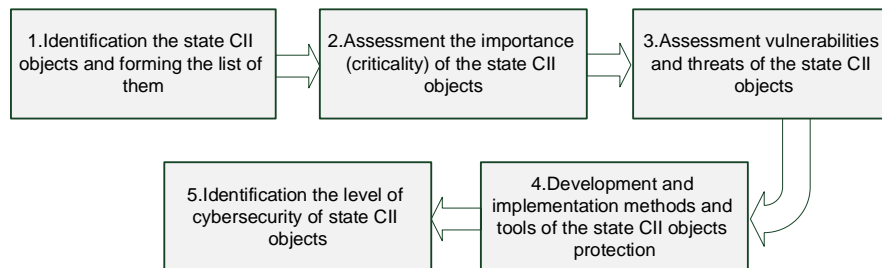 1.Identification the state CII
objects and forming the list of
them
2.Assessment the importance
(criticality) of the state CII
objects
3.Assessment vulnerabilities
and threats of the state CII
objects
4.Development and
implementation methods and
tools of the state CII objects
protection
5.Identification the level of
cybersecurity of state CII
objects